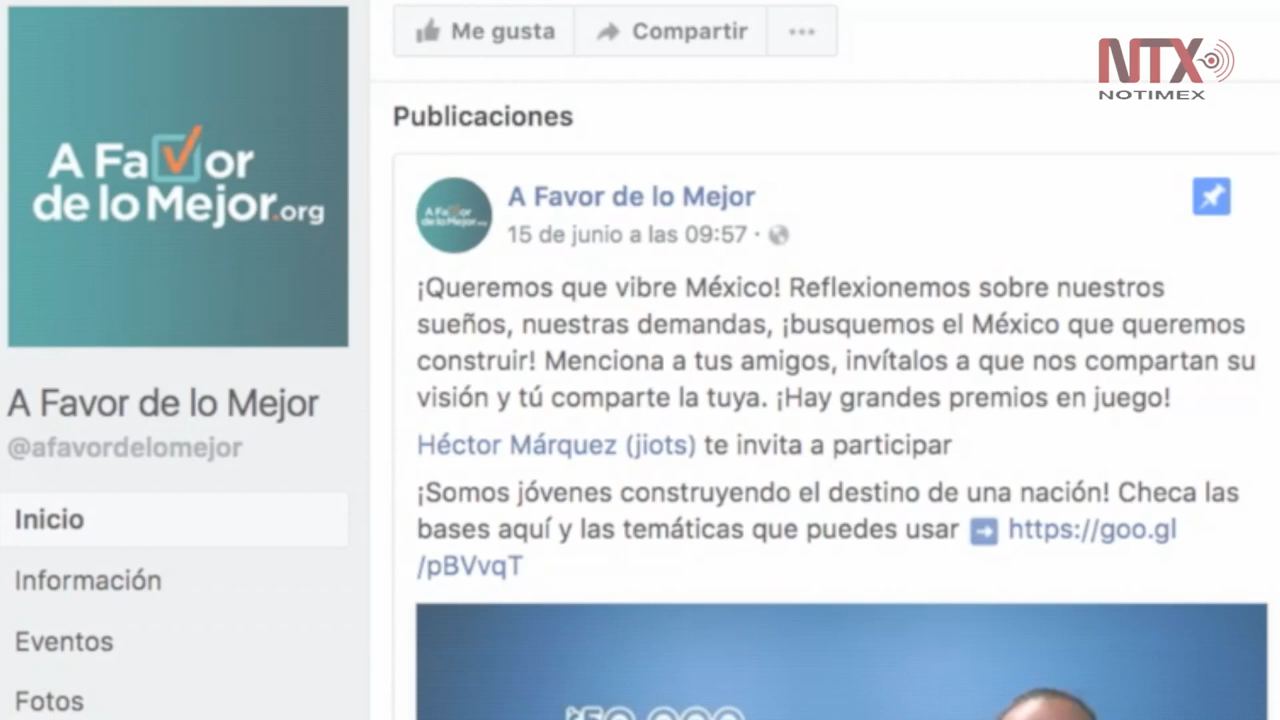 A FaVor
de lo Mejor.org
A Favor de lo Mejor
@afavordelomejor
Inicio
Información
Eventos
Fotos
Me gusta
Compartir
NTX
NOTIMEX
Publicaciones
A Favor de lo Mejor
15 de junio a las 09:57 ·
¡Queremos que vibre México! Reflexionemos sobre nuestros
sueños, nuestras demandas, ¡busquemos el México que queremos
construir! Menciona a tus amigos, invítalos a que nos compartan su
visión y tú comparte la tuya. ¡Hay grandes premios en juego!
Héctor Márquez (jiots) te invita a participar
¡Somos jóvenes construyendo el destino de una nación! Checa las
bases aquí y las temáticas que puedes usar ➡ https://goo.gl
/pBVvqT